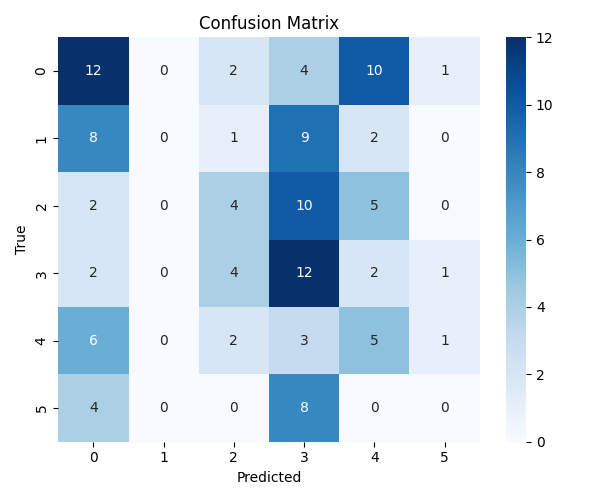 Confusion Matrix
0 12 0 2 4 10 1
1 8 0 1 9 2 0
2 2 0 4 10 5 0
3 2 0 4 12 2 1
4 6 0 2 3 5 1
5 4 0 0 8 0 0
0 1 2 3 4 5
Predicted
True
12
10
8
6
4
2
0